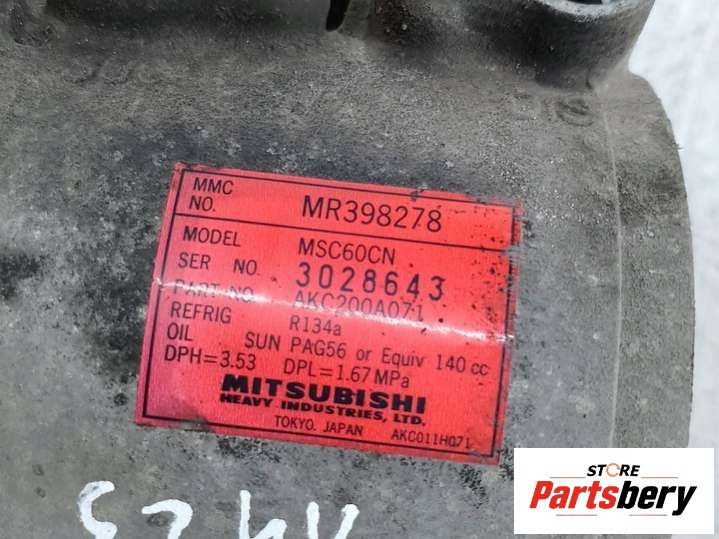 DIS
MMC
NO. MR398278
MODEL MSC60CN
SER NO. 3028643
PART NO. AKC200A071
REFRIG R134a
OIL SUN PAG56 or Equiv 140 cc
DPH=3.53 DPL=1.67MPa
MITSUBISHI
HEAVY INDUSTRIES, LTD.
TOKYO. JAPAN AKC011H071
STORE
Partsbery